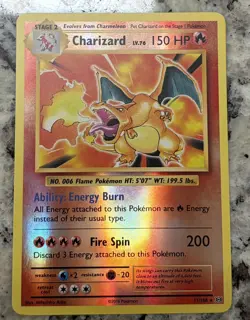 STAGE 2 Evolves from Charmeleon Put Charizard on the Stage 1 Pokémon
Charizard LV.76 150 HP
NO. 006 Flame Pokémon HT: 5'07" WT: 199.5 lbs.
Ability: Energy Burn
All Energy attached to this Pokémon are Energy
instead of their usual type.
Fire Spin 200
Discard 3 Energy attached to this Pokémon.
weakness ×2 resistance -20